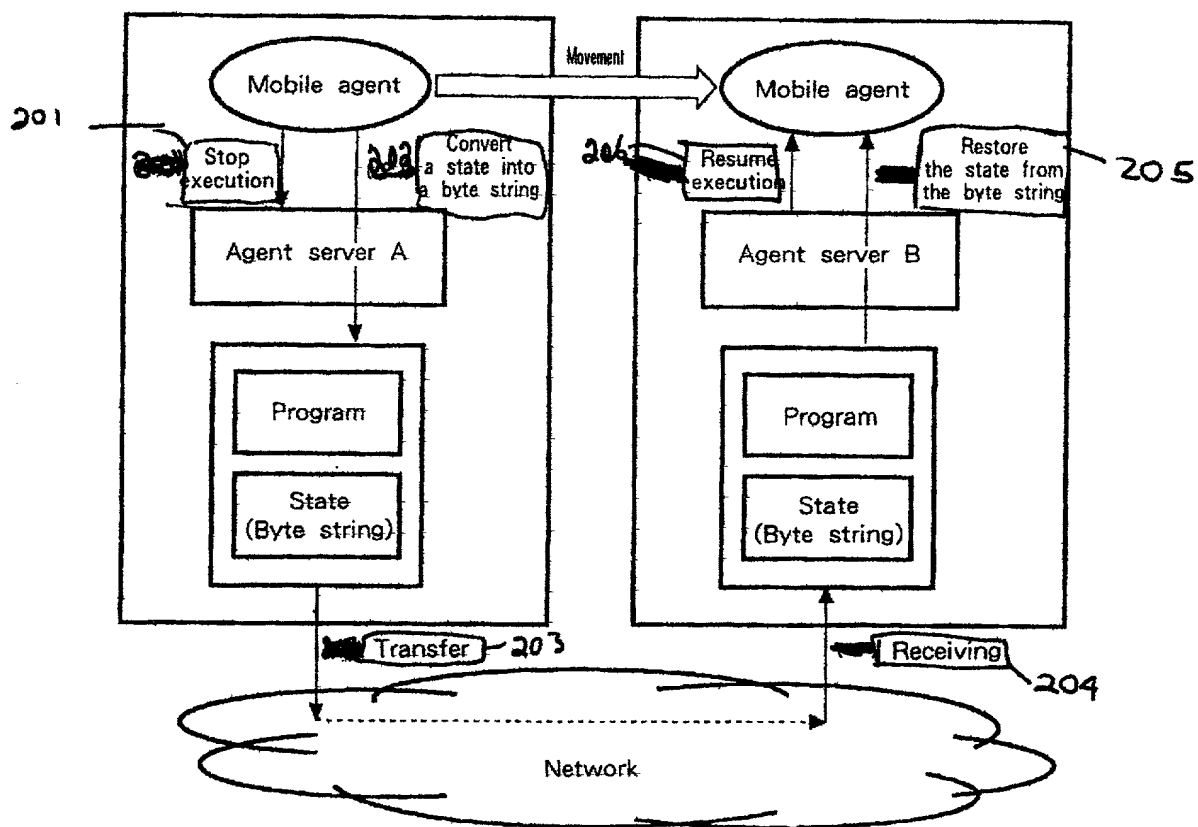 Movement
Mobile agent
Mobile agent
201
Stop
execution
202
Convert
a state into
a byte string
206
Resume
execution
Restore
the state from
the byte string
205
Agent server A
Agent server B
Program
Program
State
(Byte string)
State
(Byte string)
Transfer
203
Receiving
204
Network